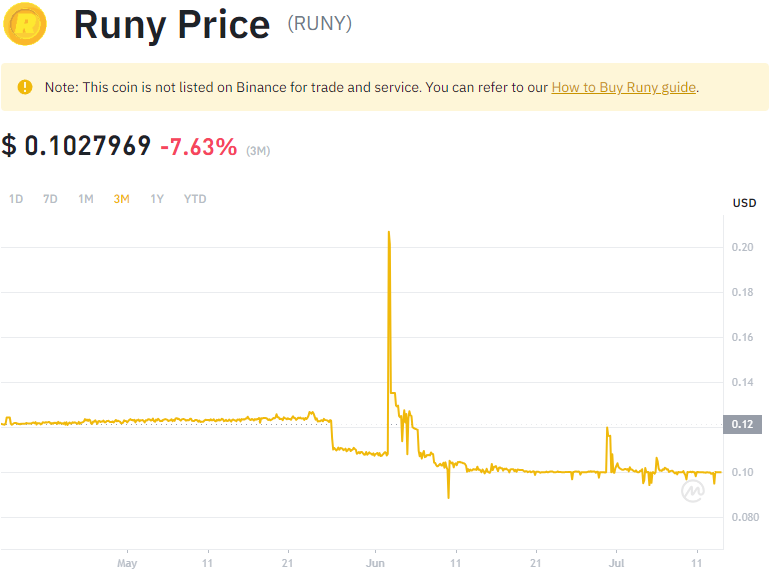 Runy Price (RUNY)
Note: This coin is not listed on Binance for trade and service. You can refer to our How to Buy Runy guide.
$ 0.1027969 -7.63% (3M)
1D 7D 1M 3M 1Y YTD
USD
0.20
0.18
0.16
0.14
0.12
0.10
0.080
May 11 21 Jun 11 21 Jul 11